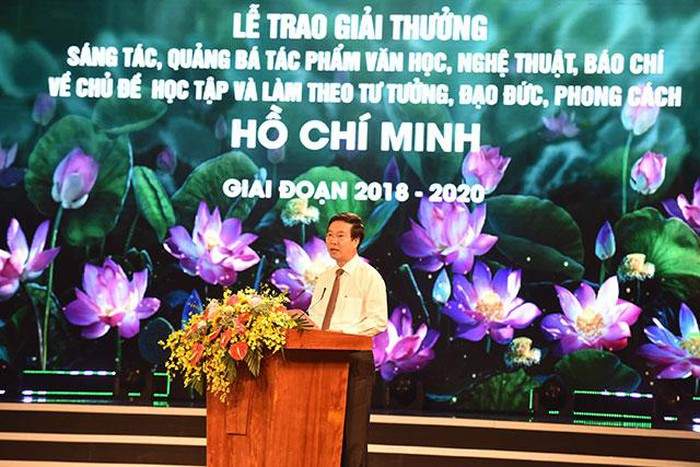 LỄ TRAO GIẢI THƯỞNG
SÁNG TÁC, QUẢNG BÁ TÁC PHẨM VĂN HỌC, NGHỆ THUẬT, BÁO CHÍ
VỀ CHỦ ĐỀ HỌC TẬP VÀ LÀM THEO TƯ TƯỞNG, ĐẠO ĐỨC, PHONG CÁCH
HỒ CHÍ MINH
GIAI ĐOẠN 2018 - 2020